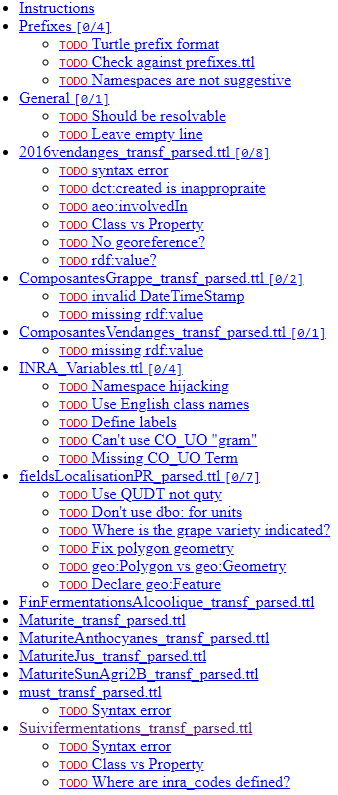 Instructions
Prefixes [0/4]
TODO Turtle prefix format
TODO Check against prefixes.ttl
TODO Namespaces are not suggestive
General [0/1]
TODO Should be resolvable
TODO Leave empty line
2016vendanges_transf_parsed.ttl [0/8]
TODO syntax error
TODO dct:created is inappropraite
TODO aeo:involvedIn
TODO Class vs Property
TODO No georeference?
TODO rdf:value?
ComposantesGrappe_transf_parsed.ttl [0/2]
TODO invalid DateTimeStamp
TODO missing rdf:value
ComposantesVendanges_transf_parsed.ttl [0/1]
TODO missing rdf:value
INRA_Variables.ttl [0/4]
TODO Namespace hijacking
TODO Use English class names
TODO Define labels
TODO Can't use CO_UO "gram"
TODO Missing CO_UO Term
fieldsLocalisationPR_parsed.ttl [0/7]
TODO Use QUDT not quty
TODO Don't use dbo: for units
TODO Where is the grape variety indicated?
TODO Fix polygon geometry
TODO geo:Polygon vs geo:Geometry
TODO Declare geo:Feature
FinFermentationsAlcoolique_transf_parsed.ttl
Maturite_transf_parsed.ttl
MaturiteAnthocyanes_transf_parsed.ttl
MaturiteJus_transf_parsed.ttl
MaturiteSunAgri2B_transf_parsed.ttl
must_transf_parsed.ttl
TODO Syntax error
Suivifermentations_transf_parsed.ttl
TODO Syntax error
TODO Class vs Property
TODO Where are inra_codes defined?